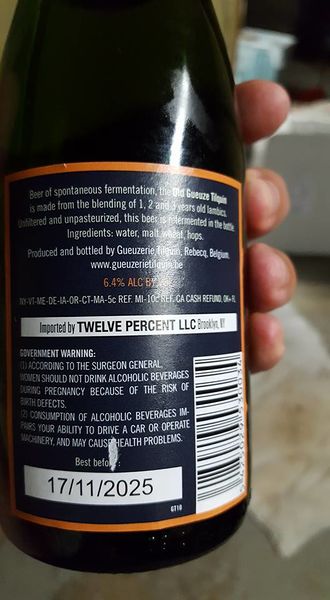 Beer of spontaneous fermentation, the Old Gueuze Tilquin
is made from the blending of 1, 2 and 3 years old lambics.
Unfiltered and unpasteurized, this beer is refermented in the bottle.
Ingredients: water, malt, wheat, hops.
Produced and bottled by Gueuzerie Tilquin, Rebecq, Belgium.
www.gueuzerietilquin.be
6.4% ALC BY
NY-VT-ME-DE-IA-OR-CT-MA-5c REF. MI-10c REF. CA CASH REFUND,
Imported by TWELVE PERCENT LLC Brooklyn, NY
GOVERNMENT WARNING:
(1) ACCORDING TO THE SURGEON GENERAL,
WOMEN SHOULD NOT DRINK ALCOHOLIC BEVERAGES
DURING PREGNANCY BECAUSE OF THE RISK OF
BIRTH DEFECTS.
(2) CONSUMPTION OF ALCOHOLIC BEVERAGES IM-
PAIRS YOUR ABILITY TO DRIVE A CAR OR OPERATE
MACHINERY, AND MAY CAUSE HEALTH PROBLEMS.
Best before :
17/11/2025
GT10